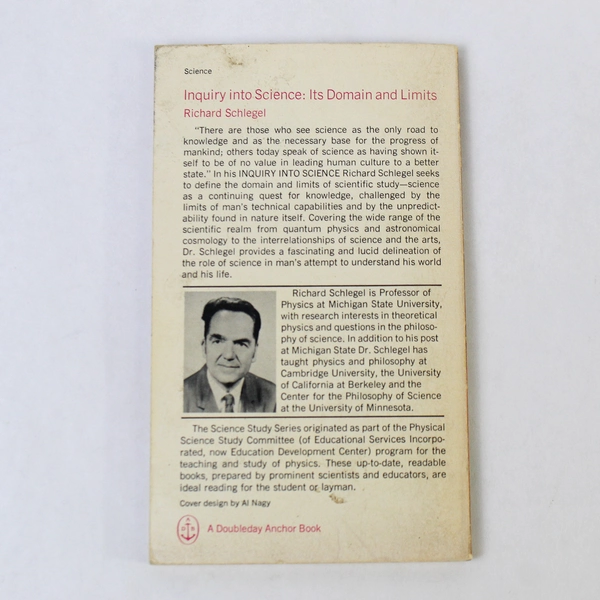 Science
Inquiry into Science: Its Domain and Limits
Richard Schlegel
"There are those who see science as the only road to
knowledge and as the necessary base for the progress of
mankind; others today speak of science as having shown it-
self to be of no value in leading human culture to a better
state." In his INQUIRY INTO SCIENCE Richard Schlegel seeks
to define the domain and limits of scientific study—science
as a continuing quest for knowledge, challenged by the
limits of man's technical capabilities and by the unpredict-
ability found in nature itself. Covering the wide range of the
scientific realm from quantum physics and astronomical
cosmology to the interrelationships of science and the arts,
Dr. Schlegel provides a fascinating and lucid delineation of
the role of science in man's attempt to understand his world
and his life.
Richard Schlegel is Professor of
Physics at Michigan State University,
with research interests in theoretical
physics and questions in the philoso-
phy of science. In addition to his post
at Michigan State Dr. Schlegel has
taught physics and philosophy at
Cambridge University, the University
of California at Berkeley and the
Center for the Philosophy of Science
at the University of Minnesota.
The Science Study Series originated as part of the Physical
Science Study Committee (of Educational Services Incorpo-
rated, now Education Development Center) program for the
teaching and study of physics. These up-to-date, readable
books, prepared by prominent scientists and educators, are
ideal reading for the student or layman.
Cover design by Al Nagy
A Doubleday Anchor Book